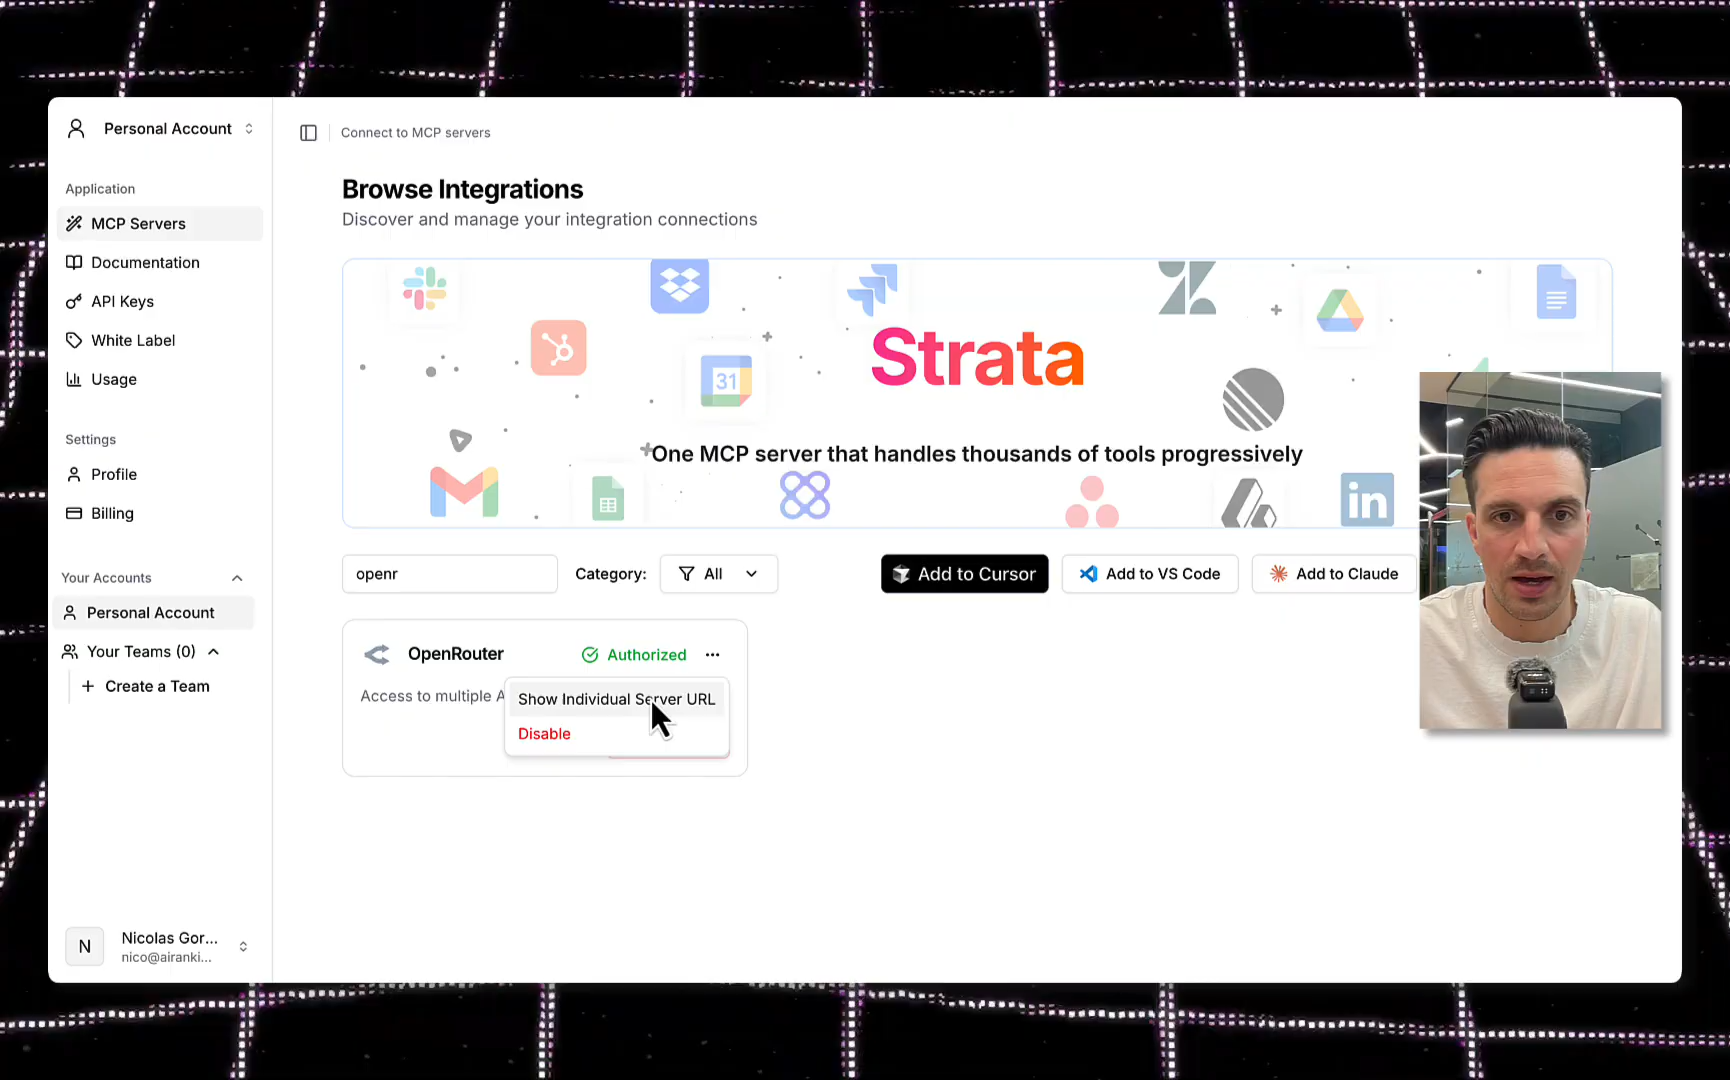 Personal Account
Connect to MCP servers
Application
MCP Servers
Documentation
API Keys
White Label
Usage
Settings
Profile
Billing
Your Accounts
Personal Account
Your Teams (0)
Create a Team
N
Nicolas Gor...
nico@airanki...
Browse Integrations
Discover and manage your integration connections
31
Strata
One MCP server that handles thousands of tools progressively
in
openr
Category:
All
Add to Cursor
Add to VS Code
Add to Claude
OpenRouter
Authorized
Access to multiple A
Show Individual Server URL
Disable